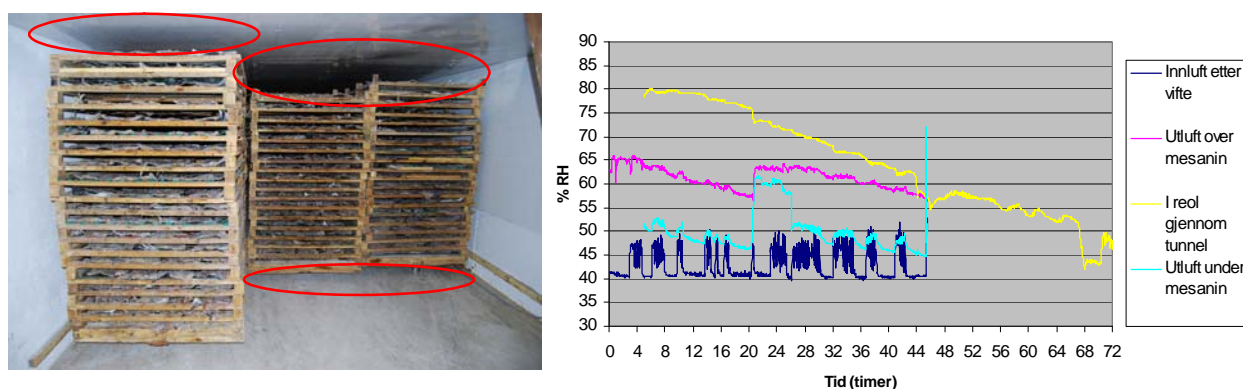 90
85
80
75
70
65
60
55
50
45
40
35
30
% RH
0 4 8 12 16 20 24 28 32 36 40 44 48 52 56 60 64 68 72
Tid (timer)
Innluft etter
vifte
Utluft over
mesanin
I reol
gjennom
tunnel
Utluft under
mesanin